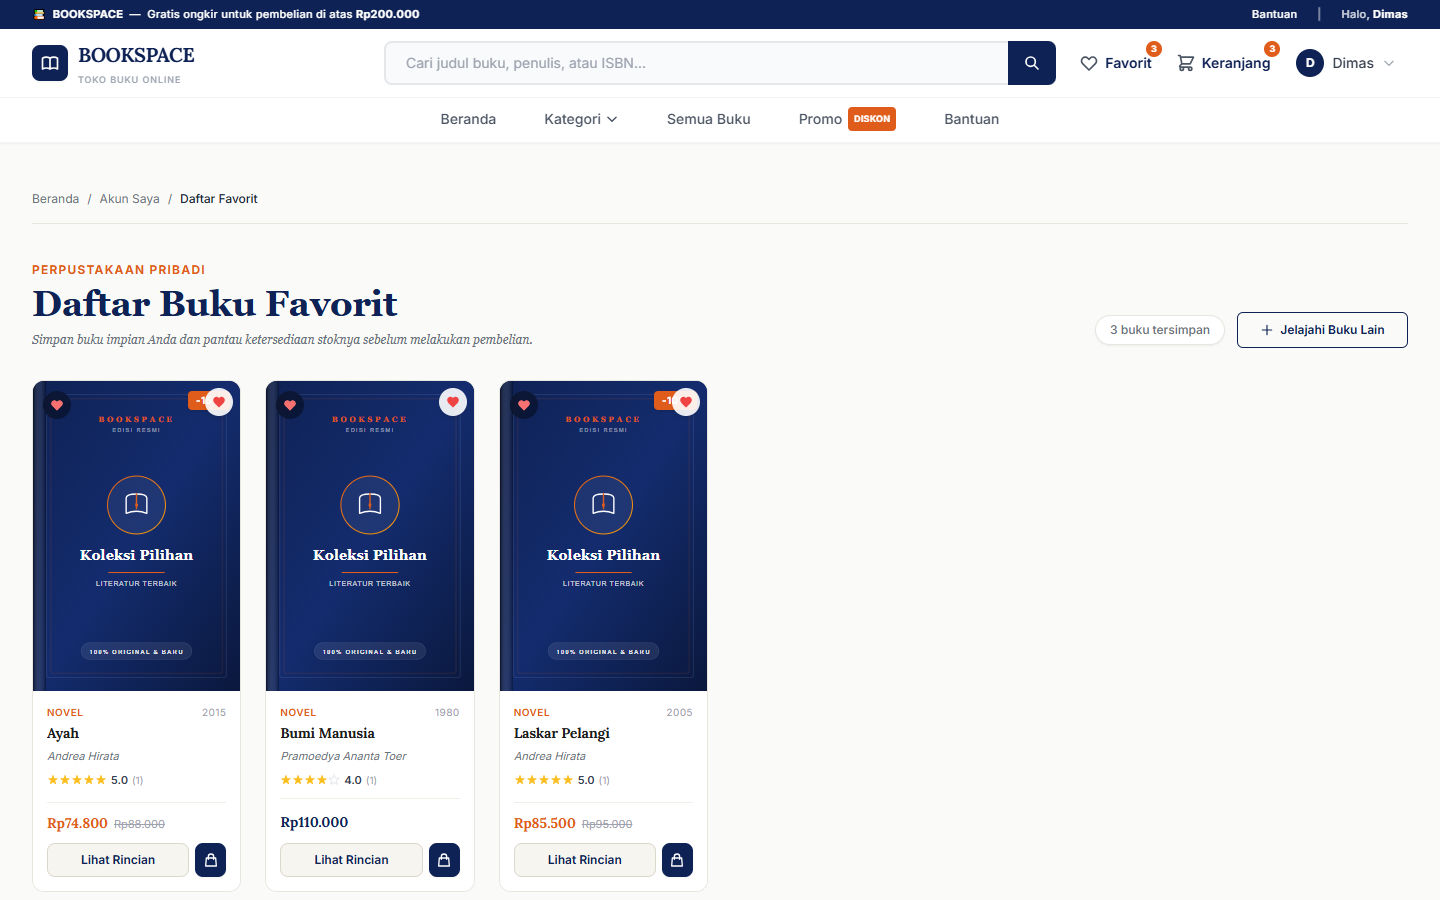 BOOKSPACE — Gratis ongkir untuk pembelian di atas Rp200.000
Bantuan | Halo, Dimas
BOOKSPACE
TOKO BUKU ONLINE
Cari judul buku, penulis, atau ISBN...
Favorit 3
Keranjang 3
D Dimas
Beranda Kategori Semua Buku Promo DISKON Bantuan
Beranda / Akun Saya / Daftar Favorit
PERPUSTAKAAN PRIBADI
Daftar Buku Favorit
Simpan buku impian Anda dan pantau ketersediaan stoknya sebelum melakukan pembelian.
3 buku tersimpan
+ Jelajahi Buku Lain
BOOKSPACE
EDISI RESMI
Koleksi Pilihan
LITERATUR TERBAIK
100% ORIGINAL & BARU
NOVEL 2015
Ayah
Andrea Hirata
5.0 (1)
Rp74.800 Rp88.000
Lihat Rincian
BOOKSPACE
EDISI RESMI
Koleksi Pilihan
LITERATUR TERBAIK
100% ORIGINAL & BARU
NOVEL 1980
Bumi Manusia
Pramoedya Ananta Toer
4.0 (1)
Rp110.000
Lihat Rincian
BOOKSPACE
EDISI RESMI
Koleksi Pilihan
LITERATUR TERBAIK
100% ORIGINAL & BARU
NOVEL 2005
Laskar Pelangi
Andrea Hirata
5.0 (1)
Rp85.500 Rp95.000
Lihat Rincian